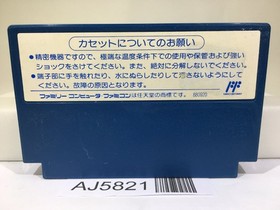 カセットについてのお願い
●精密機器ですので、極端な温度条件下での使用や保管および強い
ショックをさけてください。また、絶対に分解しないでください。
●端子部に手を触れたり、水にぬらしたりして汚さないようにして
ください。故障の原因となります。
ファミリーコンピュータ・ファミコンは任天堂の商標です。
AJ5821